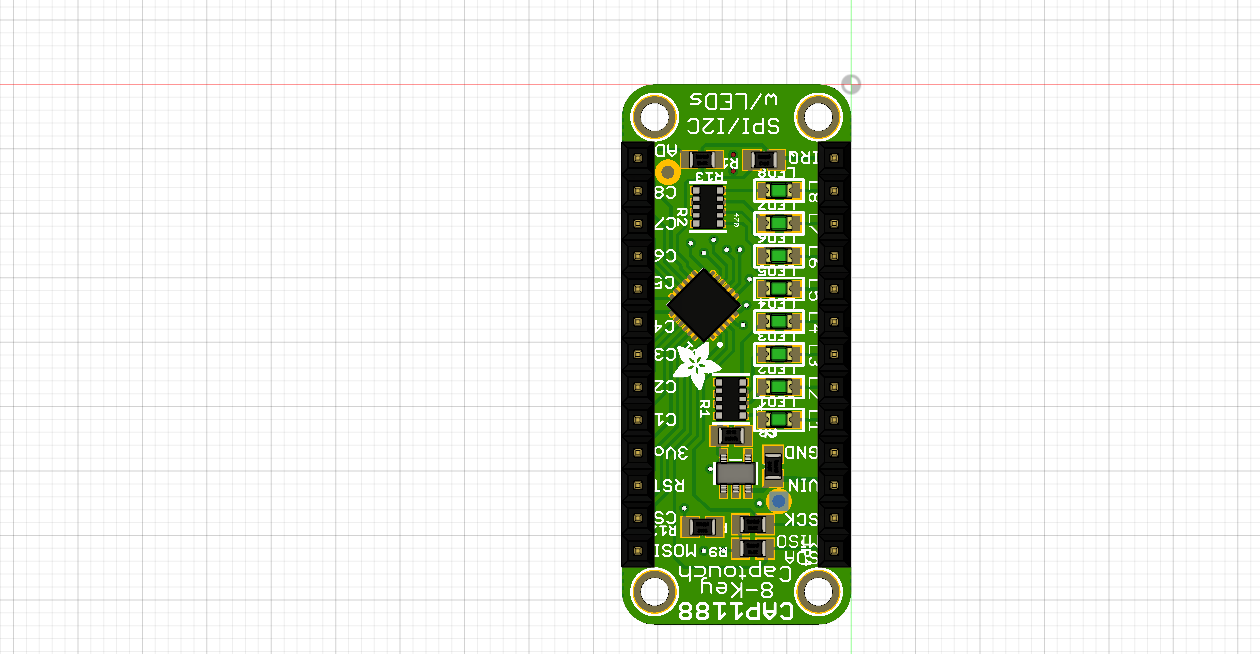 CAP1188
8-Key
Captouch
SDA
MISO
SCK
VIN
GND
L1
L2
L3
L4
L5
L6
L7
L8
IRQ
R9
LED1
LED2
LED3
LED4
LED5
LED6
LED7
LED8
R1
R2
R13
MOSI
CS
RST
3Vo
C1
C2
C3
C4
C5
C6
C7
C8
AD
SPI/I2C
w/LEDs